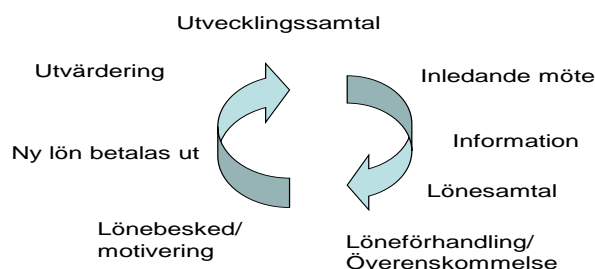 Utvecklingssamtal
Inledande möte
Information
Lönesamtal
Löneförhandling/
Överenskommelse
Lönebesked/
motivering
Ny lön betalas ut
Utvärdering